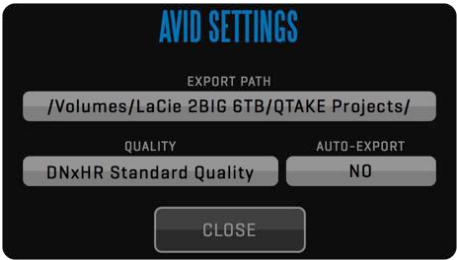 AVID SETTINGS
EXPORT PATH
/Volumes/LaCie 2BIG 6TB/QTAKE Projects/
QUALITY AUTO-EXPORT
DNxHR Standard Quality NO
CLOSE